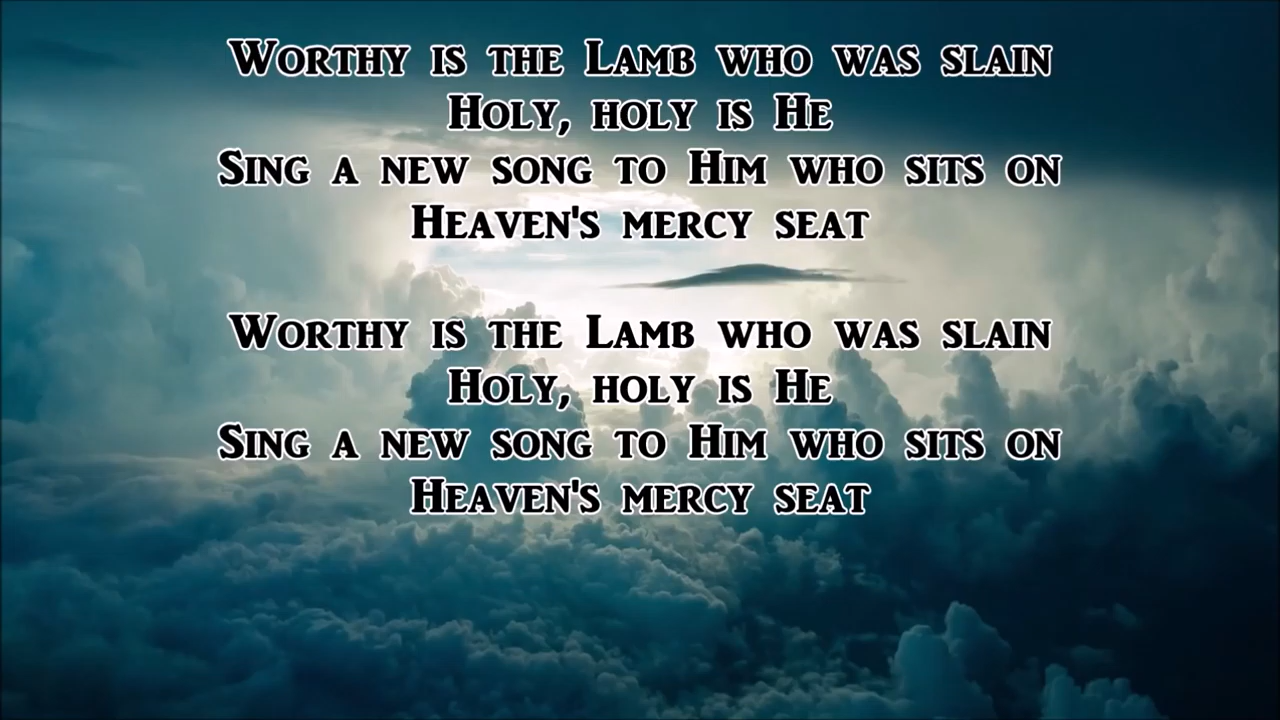 Worthy is the Lamb who was slain
Holy, holy is He
Sing a new song to Him who sits on
Heaven's mercy seat
Worthy is the Lamb who was slain
Holy, holy is He
Sing a new song to Him who sits on
Heaven's mercy seat